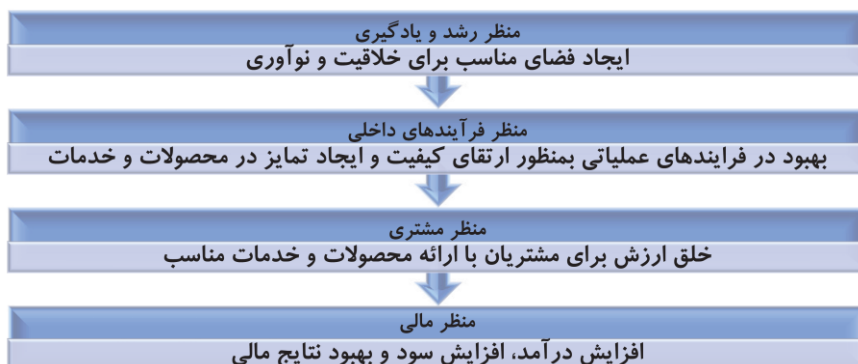 منظر رشد و یادگیری
ایجاد فضای مناسب برای خلاقیت و نوآوری
منظر فرآیندهای داخلی
بهبود در فرایندهای عملیاتی بمنظور ارتقای کیفیت و ایجاد تمایز در محصولات و خدمات
منظر مشتری
خلق ارزش برای مشتریان با ارائه محصولات و خدمات مناسب
منظر مالی
افزایش درآمد، افزایش سود و بهبود نتایج مالی